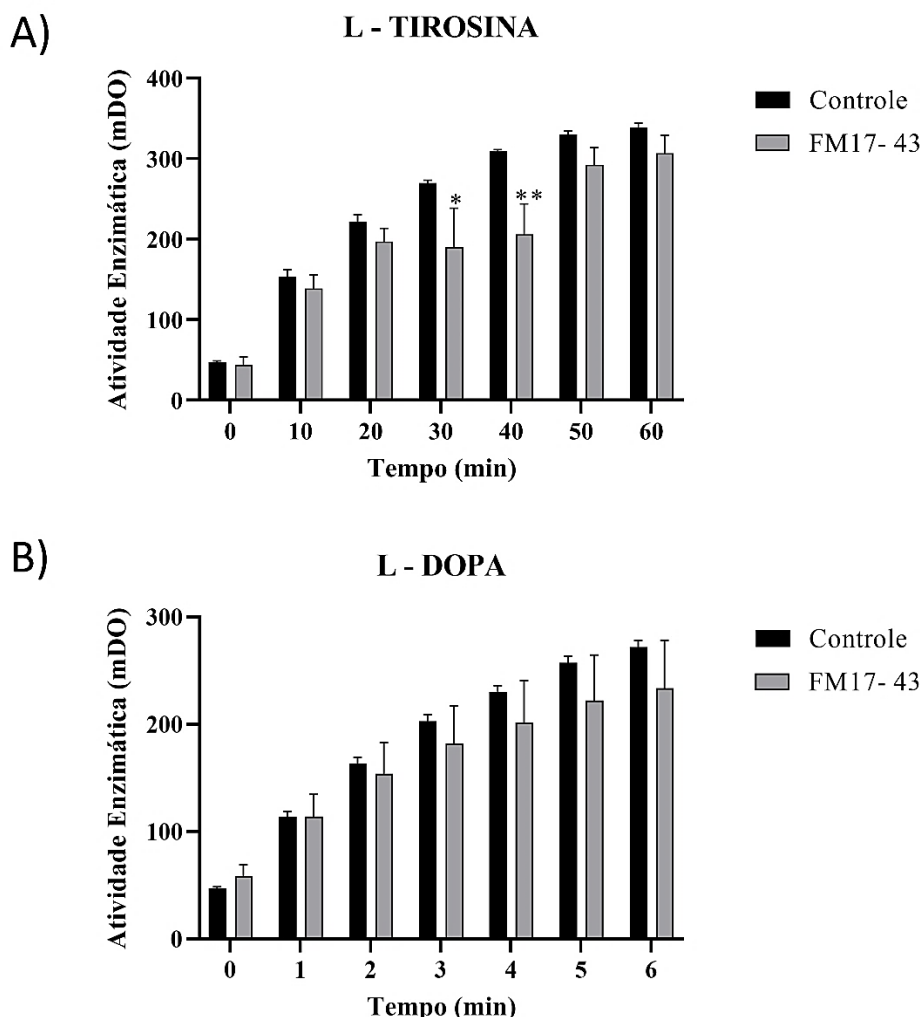 A)
L - TIROSINA
Atividade Enzimática (mDO)
400
300
200
100
0
* **
0 10 20 30 40 50 60
Tempo (min)
Controle
FM17- 43
B)
L - DOPA
Atividade Enzimática (mDO)
300
200
100
0
0 1 2 3 4 5 6
Tempo (min)
Controle
FM17- 43